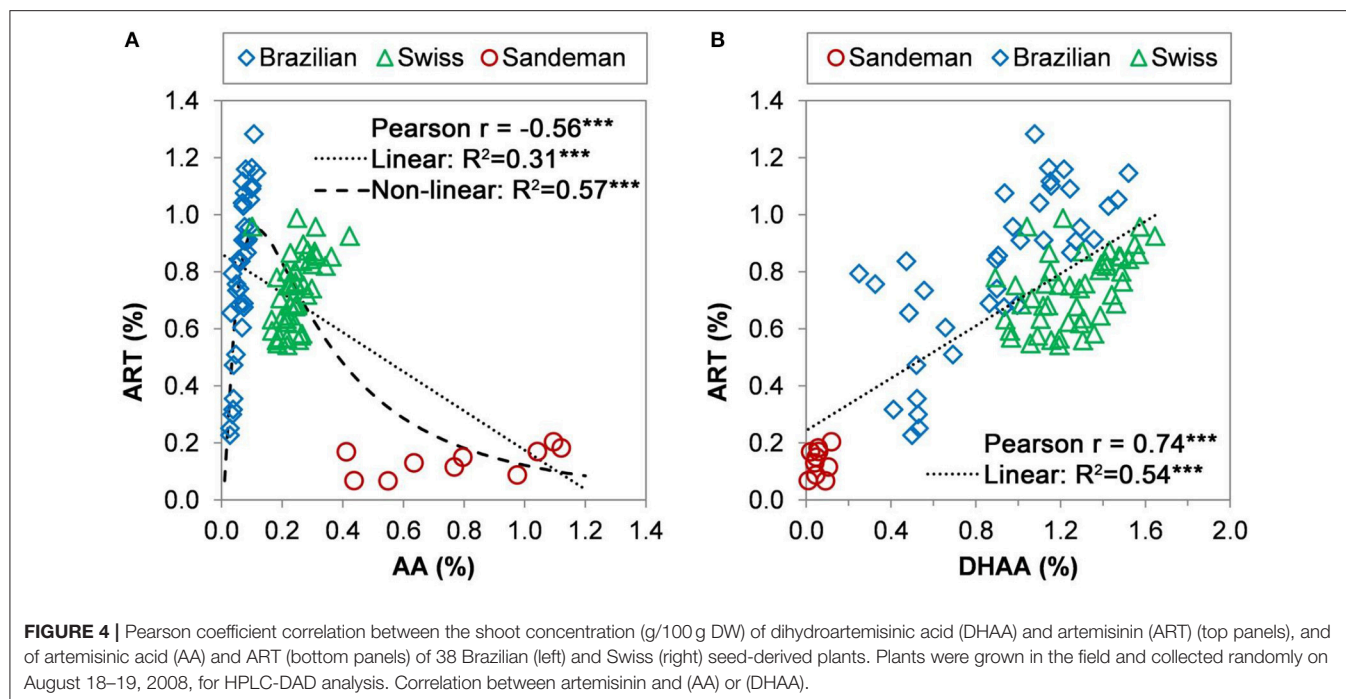 A
Brazilian Swiss Sandeman
1.4
1.2
1.0
0.8
0.6
0.4
0.2
0.0
ART (%)
Pearson r = -0.56***
Linear: R²=0.31***
Non-linear: R²=0.57***
0.0 0.2 0.4 0.6 0.8 1.0 1.2 1.4
AA (%)
B
Sandeman Brazilian Swiss
1.4
1.2
1.0
0.8
0.6
0.4
0.2
0.0
ART (%)
Pearson r = 0.74***
Linear: R²=0.54***
0.0 0.4 0.8 1.2 1.6 2.0
DHAA (%)
FIGURE 4 | Pearson coefficient correlation between the shoot concentration (g/100 g DW) of dihydroartemisinic acid (DHAA) and artemisinin (ART) (top panels), and
of artemisinic acid (AA) and ART (bottom panels) of 38 Brazilian (left) and Swiss (right) seed-derived plants. Plants were grown in the field and collected randomly on
August 18–19, 2008, for HPLC-DAD analysis. Correlation between artemisinin and (AA) or (DHAA).